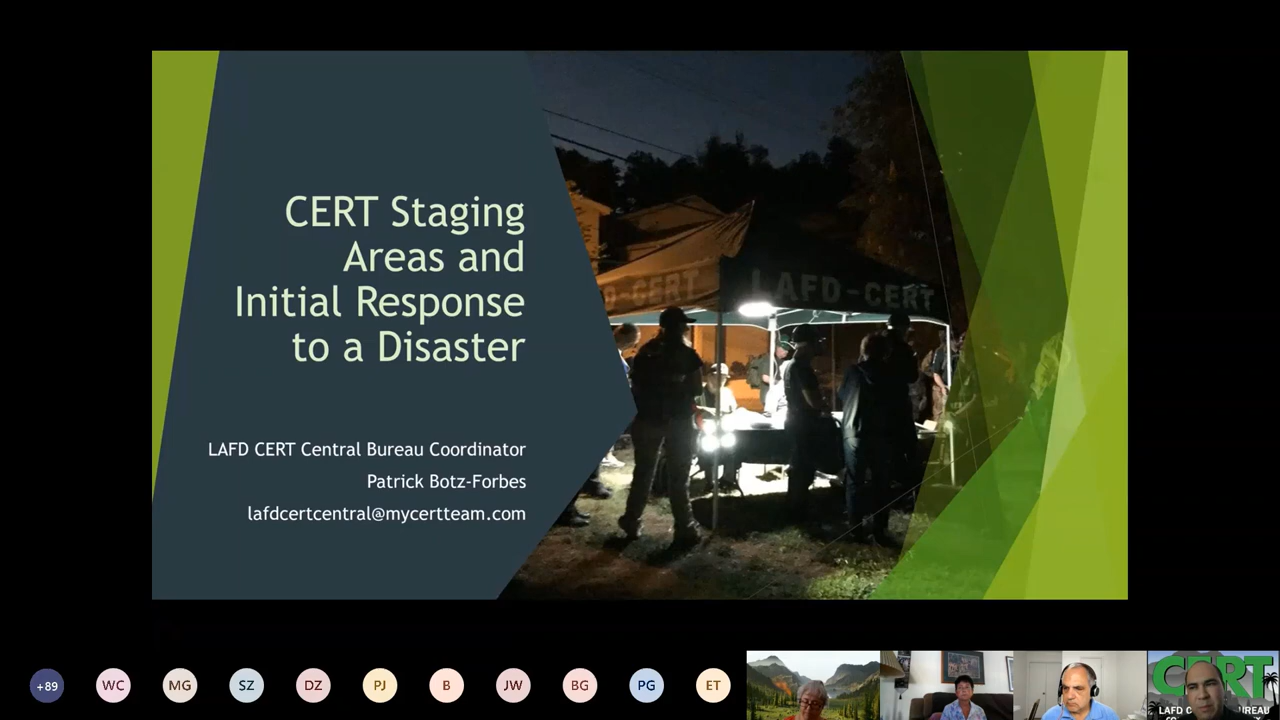 CERT Staging
Areas and
Initial Response
to a Disaster
LAFD CERT Central Bureau Coordinator
Patrick Botz-Forbes
lafdcertcentral@mycertteam.com
D-CERT
LAFD-CERT
+89
WC
MG
SZ
DZ
PJ
B
JW
BG
PG
ET
CERT